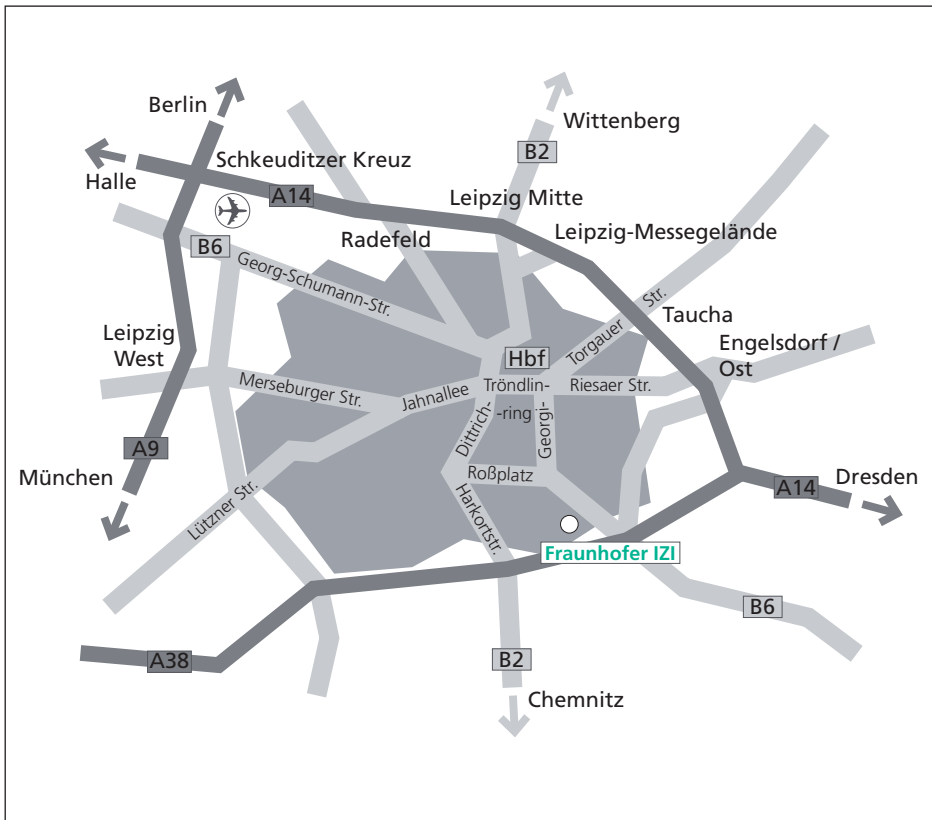 Berlin
Wittenberg
B2
Schkeuditzer Kreuz
Halle
A14
Leipzig Mitte
Leipzig-Messegelände
B6
Radefeld
Georg-Schumann-Str.
Torgauer Str.
Taucha
Leipzig
West
Engelsdorf /
Ost
Hbf
Merseburger Str.
Jahnallee
Tröndlin-
-ring
Riesaer Str.
Dittrich-
Georgi-
A9
München
Roßplatz
A14
Dresden
Lützner Str.
Harkortstr.
Fraunhofer IZI
B6
A38
B2
Chemnitz